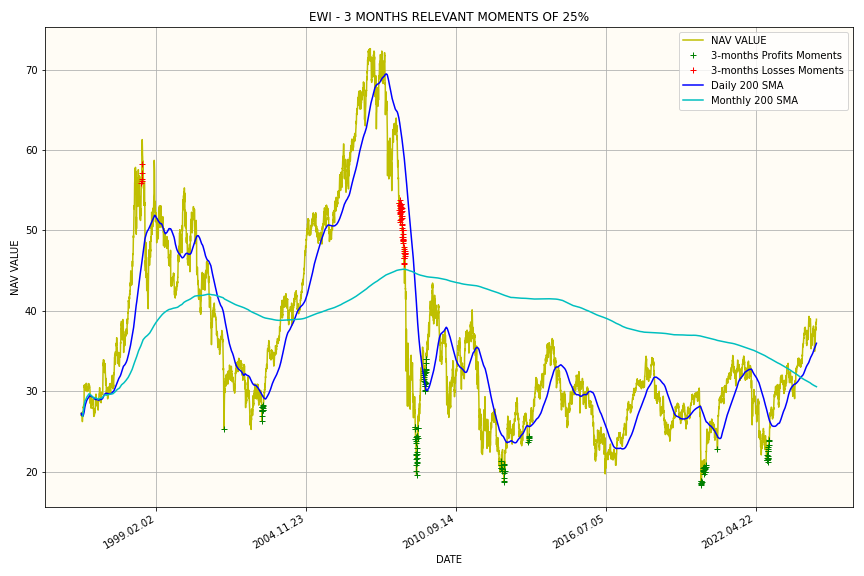 EWI - 3 MONTHS RELEVANT MOMENTS OF 25%
NAV VALUE
3-months Profits Moments
3-months Losses Moments
Daily 200 SMA
Monthly 200 SMA
NAV VALUE
70
60
50
40
30
20
1999.02.02
2004.11.23
2010.09.14
2016.07.05
2022.04.22
DATE